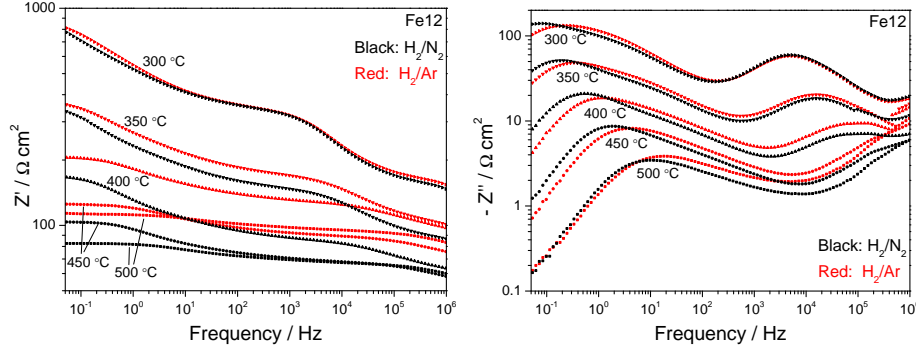 1000
Fe12
Black: H₂/N₂
Red: H₂/Ar
300 °C
350 °C
400 °C
450 °C
500 °C
100
Z' / Ω cm²
10⁻¹ 10⁰ 10¹ 10² 10³ 10⁴ 10⁵ 10⁶
Frequency / Hz
Fe12
100
10
1
0.1
300 °C
350 °C
400 °C
450 °C
500 °C
- Z'' / Ω cm²
Black: H₂/N₂
Red: H₂/Ar
10⁻¹ 10⁰ 10¹ 10² 10³ 10⁴ 10⁵ 10⁶
Frequency / Hz